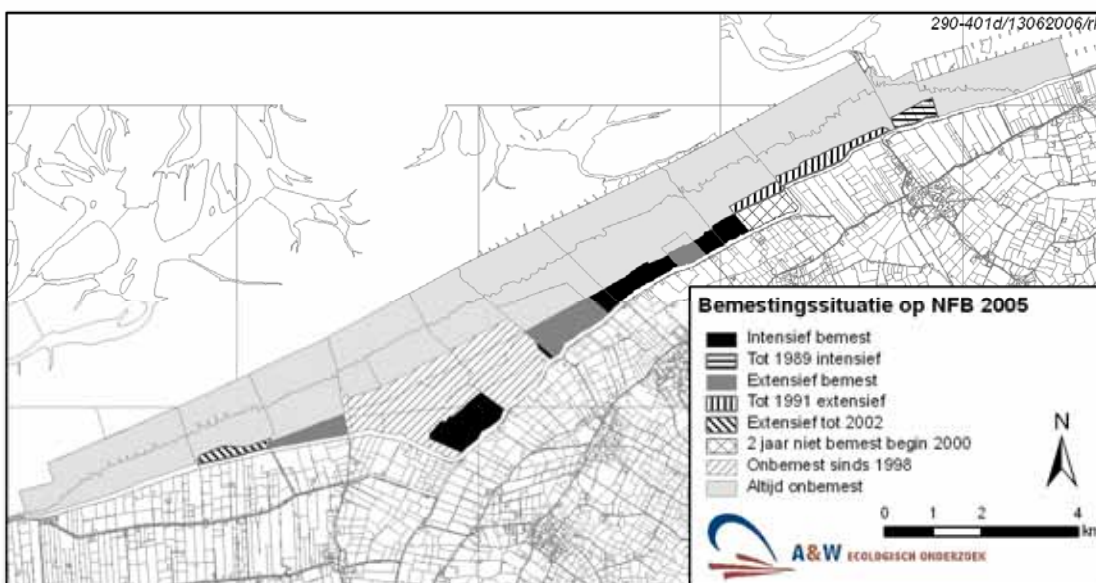 290-401d/13062006/rl
Bemestingssituatie op NFB 2005
Intensief bemest
Tot 1989 intensief
Extensief bemest
Tot 1991 extensief
Extensief tot 2002
2 jaar niet bemest begin 2000
Onbemest sinds 1998
Altijd onbemest
N
0 1 2 4
km
A&W ECOLOGISCH ONDERZOEK